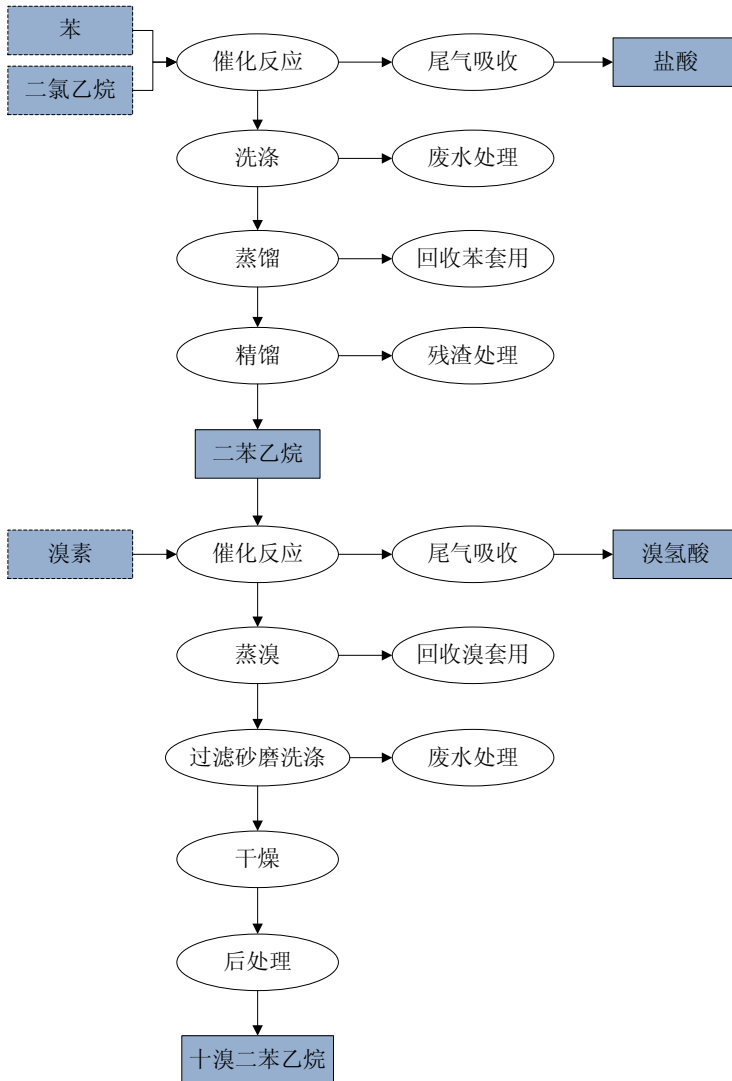 苯
二氯乙烷
催化反应
尾气吸收
盐酸
洗涤
废水处理
蒸馏
回收苯套用
精馏
残渣处理
二苯乙烷
溴素
催化反应
尾气吸收
溴氢酸
蒸溴
回收溴套用
过滤砂磨洗涤
废水处理
干燥
后处理
十溴二苯乙烷